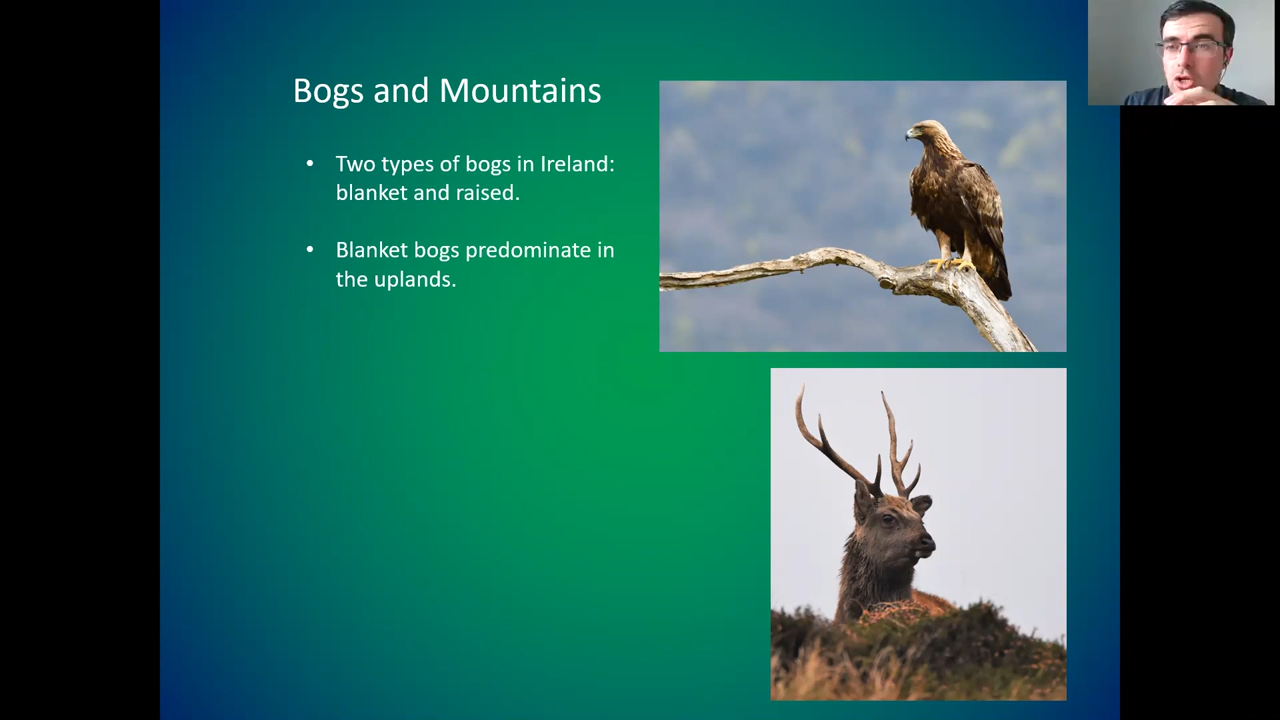 Bogs and Mountains
• Two types of bogs in Ireland:
blanket and raised.
• Blanket bogs predominate in
the uplands.